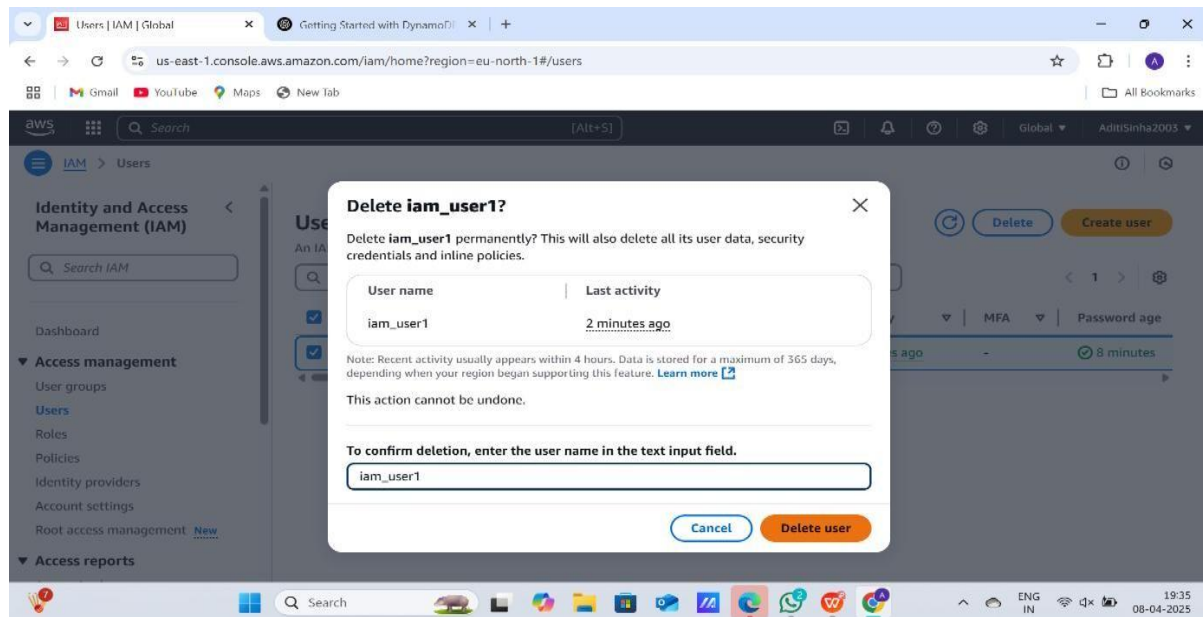 Users | IAM | Global
Getting Started with DynamoD
us-east-1.console.aws.amazon.com/iam/home?region=eu-north-1#/users
A
Gmail YouTube Maps New Tab All Bookmarks
aws Search [Alt+S] Global AditiSinha2003
IAM > Users
Identity and Access Management (IAM)
Search IAM
Dashboard
Access management
User groups
Users
Roles
Policies
Identity providers
Account settings
Root access management New
Access reports
Use
An IA
Delete Create user
1
MFA Password age
s ago - 8 minutes
Delete iam_user1?
Delete iam_user1 permanently? This will also delete all its user data, security
credentials and inline policies.
User name Last activity
iam_user1 2 minutes ago
Note: Recent activity usually appears within 4 hours. Data is stored for a maximum of 365 days,
depending when your region began supporting this feature. Learn more
This action cannot be undone.
To confirm deletion, enter the user name in the text input field.
iam_user1
Cancel Delete user
Search
ENG
IN
19:35
08-04-2025